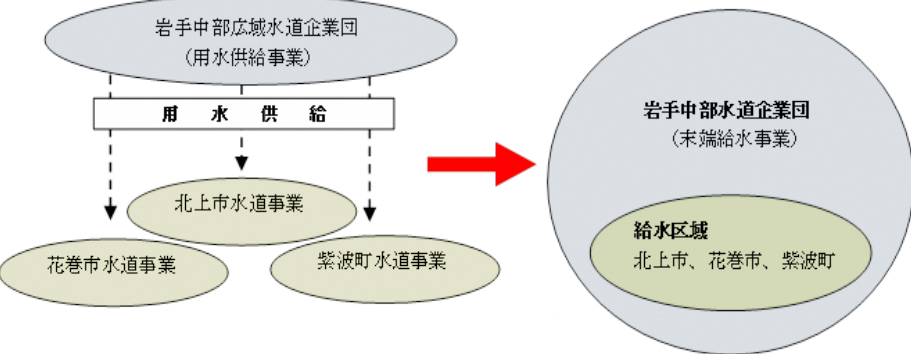 岩手中部広域水道企業団
（用水供給事業）
用　水　供　給
北上市水道事業
花巻市水道事業
紫波町水道事業
岩手中部水道企業団
（末端給水事業）
給水区域
北上市、花巻市、紫波町